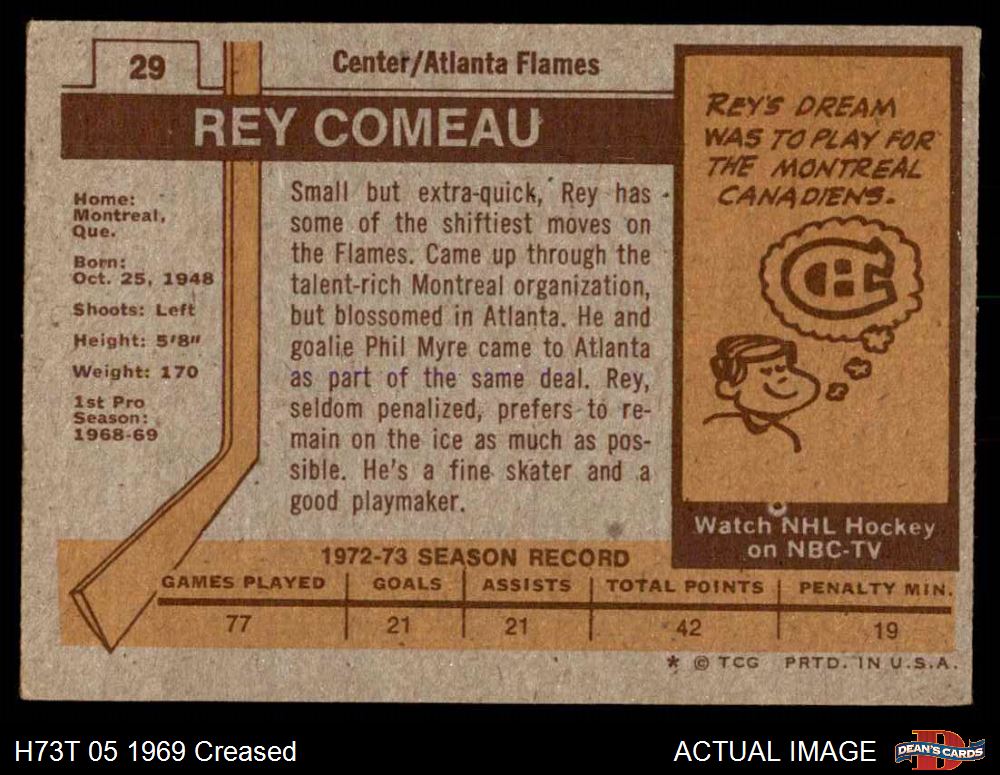 29
Center/Atlanta Flames
REY COMEAU
Home:
Montreal,
Que.
Born:
Oct. 25, 1948
Shoots: Left
Height: 5'8"
Weight: 170
1st Pro
Season:
1968-69
Small but extra-quick, Rey has
some of the shiftiest moves on
the Flames. Came up through the
talent-rich Montreal organization,
but blossomed in Atlanta. He and
goalie Phil Myre came to Atlanta
as part of the same deal. Rey,
seldom penalized, prefers to re-
main on the ice as much as pos-
sible. He's a fine skater and a
good playmaker.
REY'S DREAM
WAS TO PLAY FOR
THE MONTREAL
CANADIENS.
CH
Watch NHL Hockey
on NBC-TV
1972-73 SEASON RECORD
GAMES PLAYED GOALS ASSISTS TOTAL POINTS PENALTY MIN.
77 21 21 42 19
* © TCG PRTD. IN U.S.A.
H73T 05 1969 Creased
ACTUAL IMAGE
D
DEAN'S CARDS